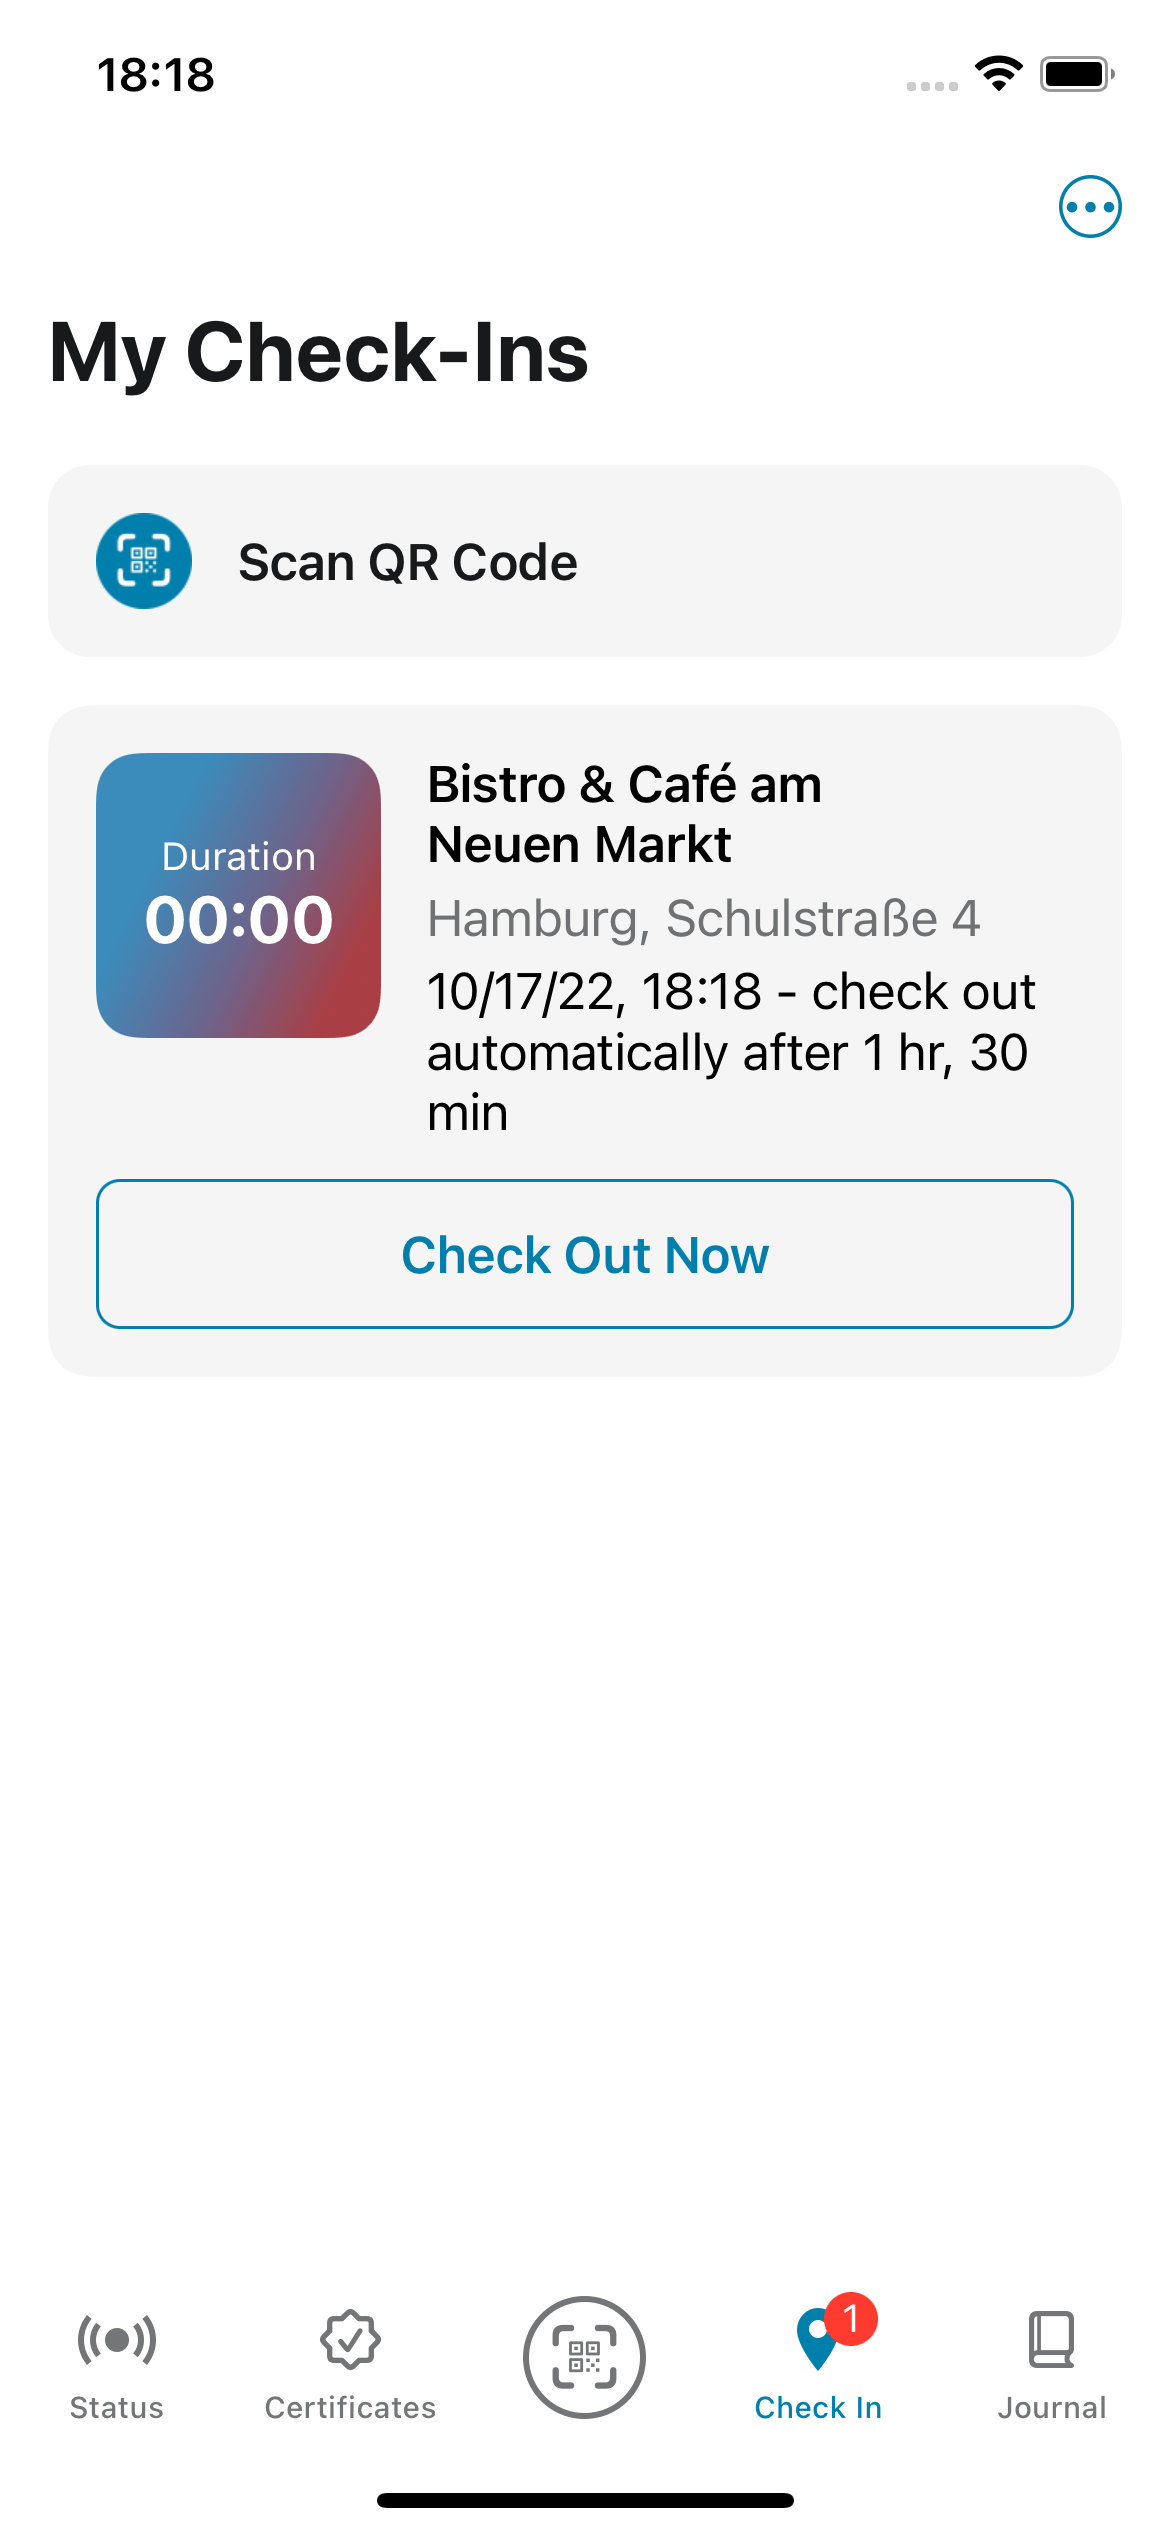 18:18
My Check-Ins
Scan QR Code
Duration
00:00
Bistro & Café am
Neuen Markt
Hamburg, Schulstraße 4
10/17/22, 18:18 - check out
automatically after 1 hr, 30
min
Check Out Now
1
Status
Certificates
Check In
Journal